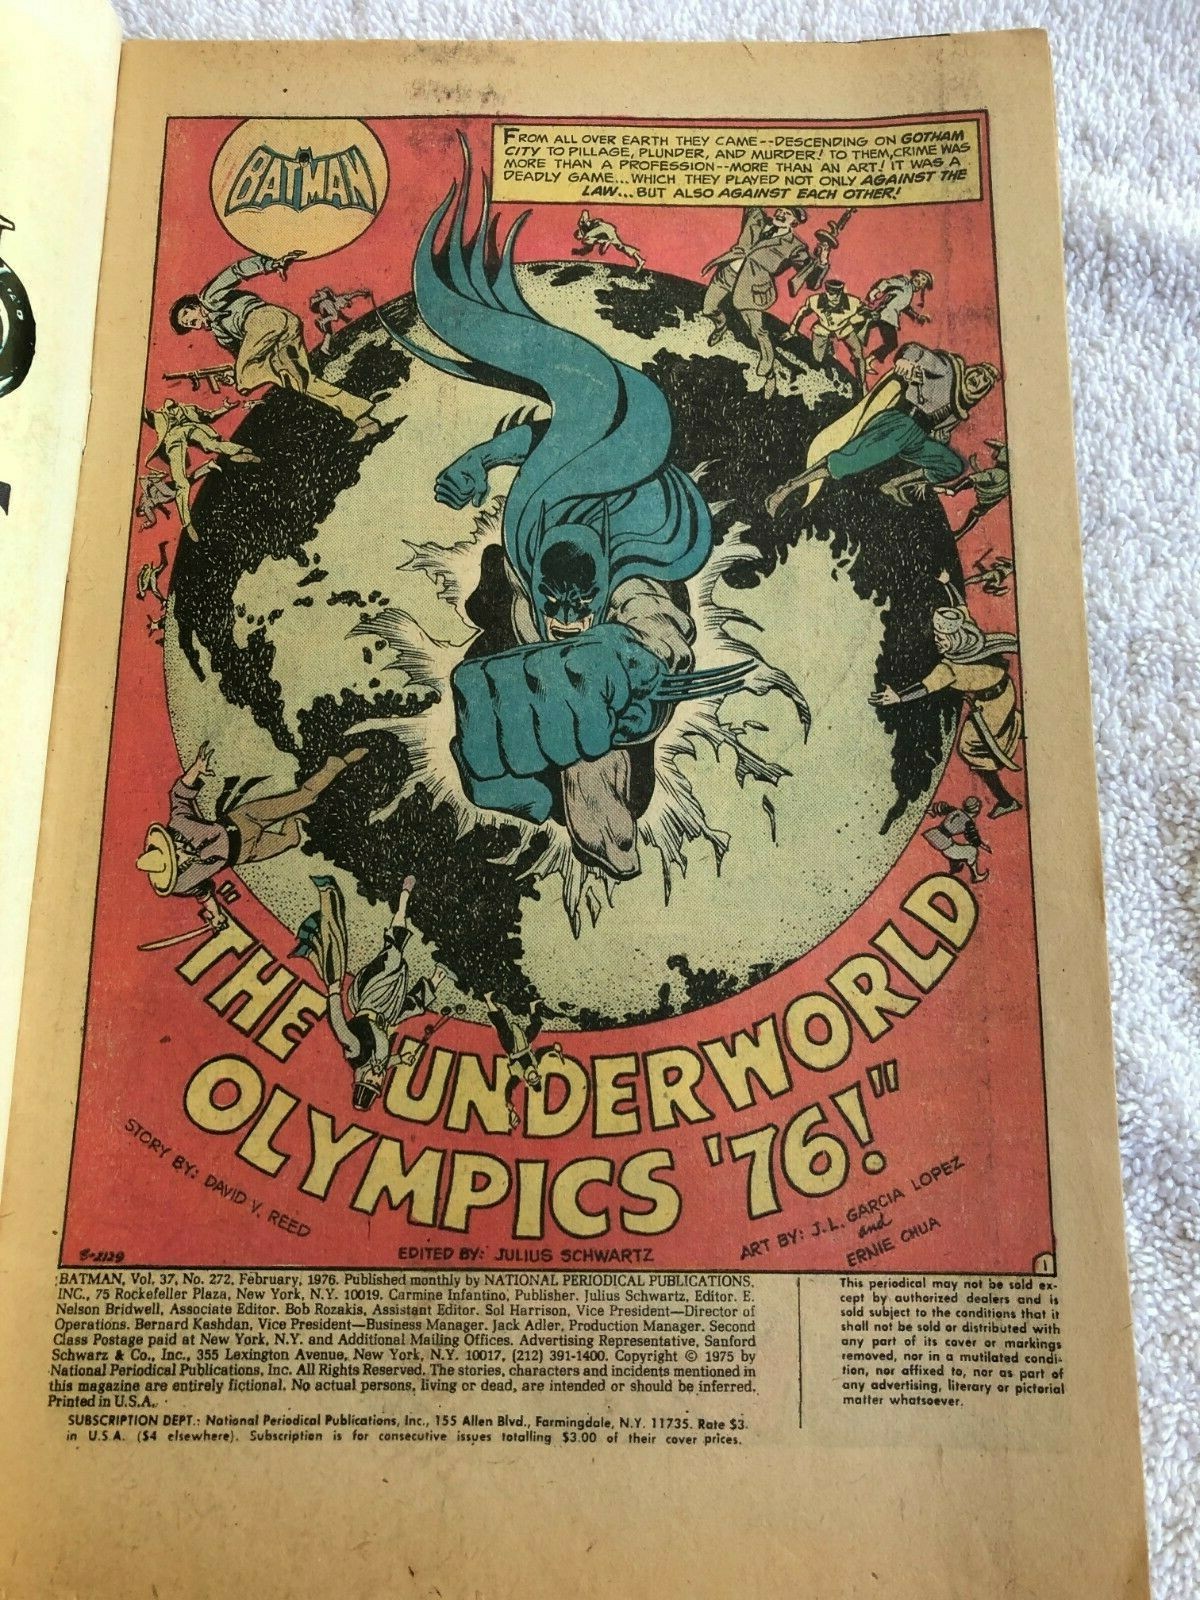 BATMAN
FROM ALL OVER EARTH THEY CAME--DESCENDING ON GOTHAM
CITY TO PILLAGE, PLUNDER, AND MURDER! TO THEM, CRIME WAS
MORE THAN A PROFESSION--MORE THAN AN ART! IT WAS A
DEADLY GAME...WHICH THEY PLAYED NOT ONLY AGAINST THE
LAW...BUT ALSO AGAINST EACH OTHER!
"THE UNDERWORLD
OLYMPICS '76!"
STORY BY: DAVID V. REED
EDITED BY: JULIUS SCHWARTZ
ART BY: J.L. GARCIA LOPEZ
and
ERNIE CHUA
B-2129
1
BATMAN, Vol. 37, No. 272. February, 1976. Published monthly by NATIONAL PERIODICAL PUBLICATIONS,
INC., 75 Rockefeller Plaza, New York, N.Y. 10019. Carmine Infantino, Publisher. Julius Schwartz, Editor. E.
Nelson Bridwell, Associate Editor. Bob Rozakis, Assistant Editor. Sol Harrison, Vice President—Director of
Operations. Bernard Kashdan, Vice President—Business Manager. Jack Adler, Production Manager. Second
Class Postage paid at New York, N.Y. and Additional Mailing Offices. Advertising Representative, Sanford
Schwarz & Co., Inc., 355 Lexington Avenue, New York, N.Y. 10017, (212) 391-1400. Copyright © 1975 by
National Periodical Publications, Inc. All Rights Reserved. The stories, characters and incidents mentioned in
this magazine are entirely fictional. No actual persons, living or dead, are intended or should be inferred.
Printed in U.S.A.
SUBSCRIPTION DEPT.: National Periodical Publications, Inc., 155 Allen Blvd., Farmingdale, N.Y. 11735. Rate $3.
in U.S.A. ($4 elsewhere). Subscription is for consecutive issues totalling $3.00 of their cover prices.
This periodical may not be sold ex-
cept by authorized dealers and is
sold subject to the conditions that it
shall not be sold or distributed with
any part of its cover or markings
removed, nor in a mutilated condi-
tion, nor affixed to, nor as part of
any advertising, literary or pictorial
matter whatsoever.